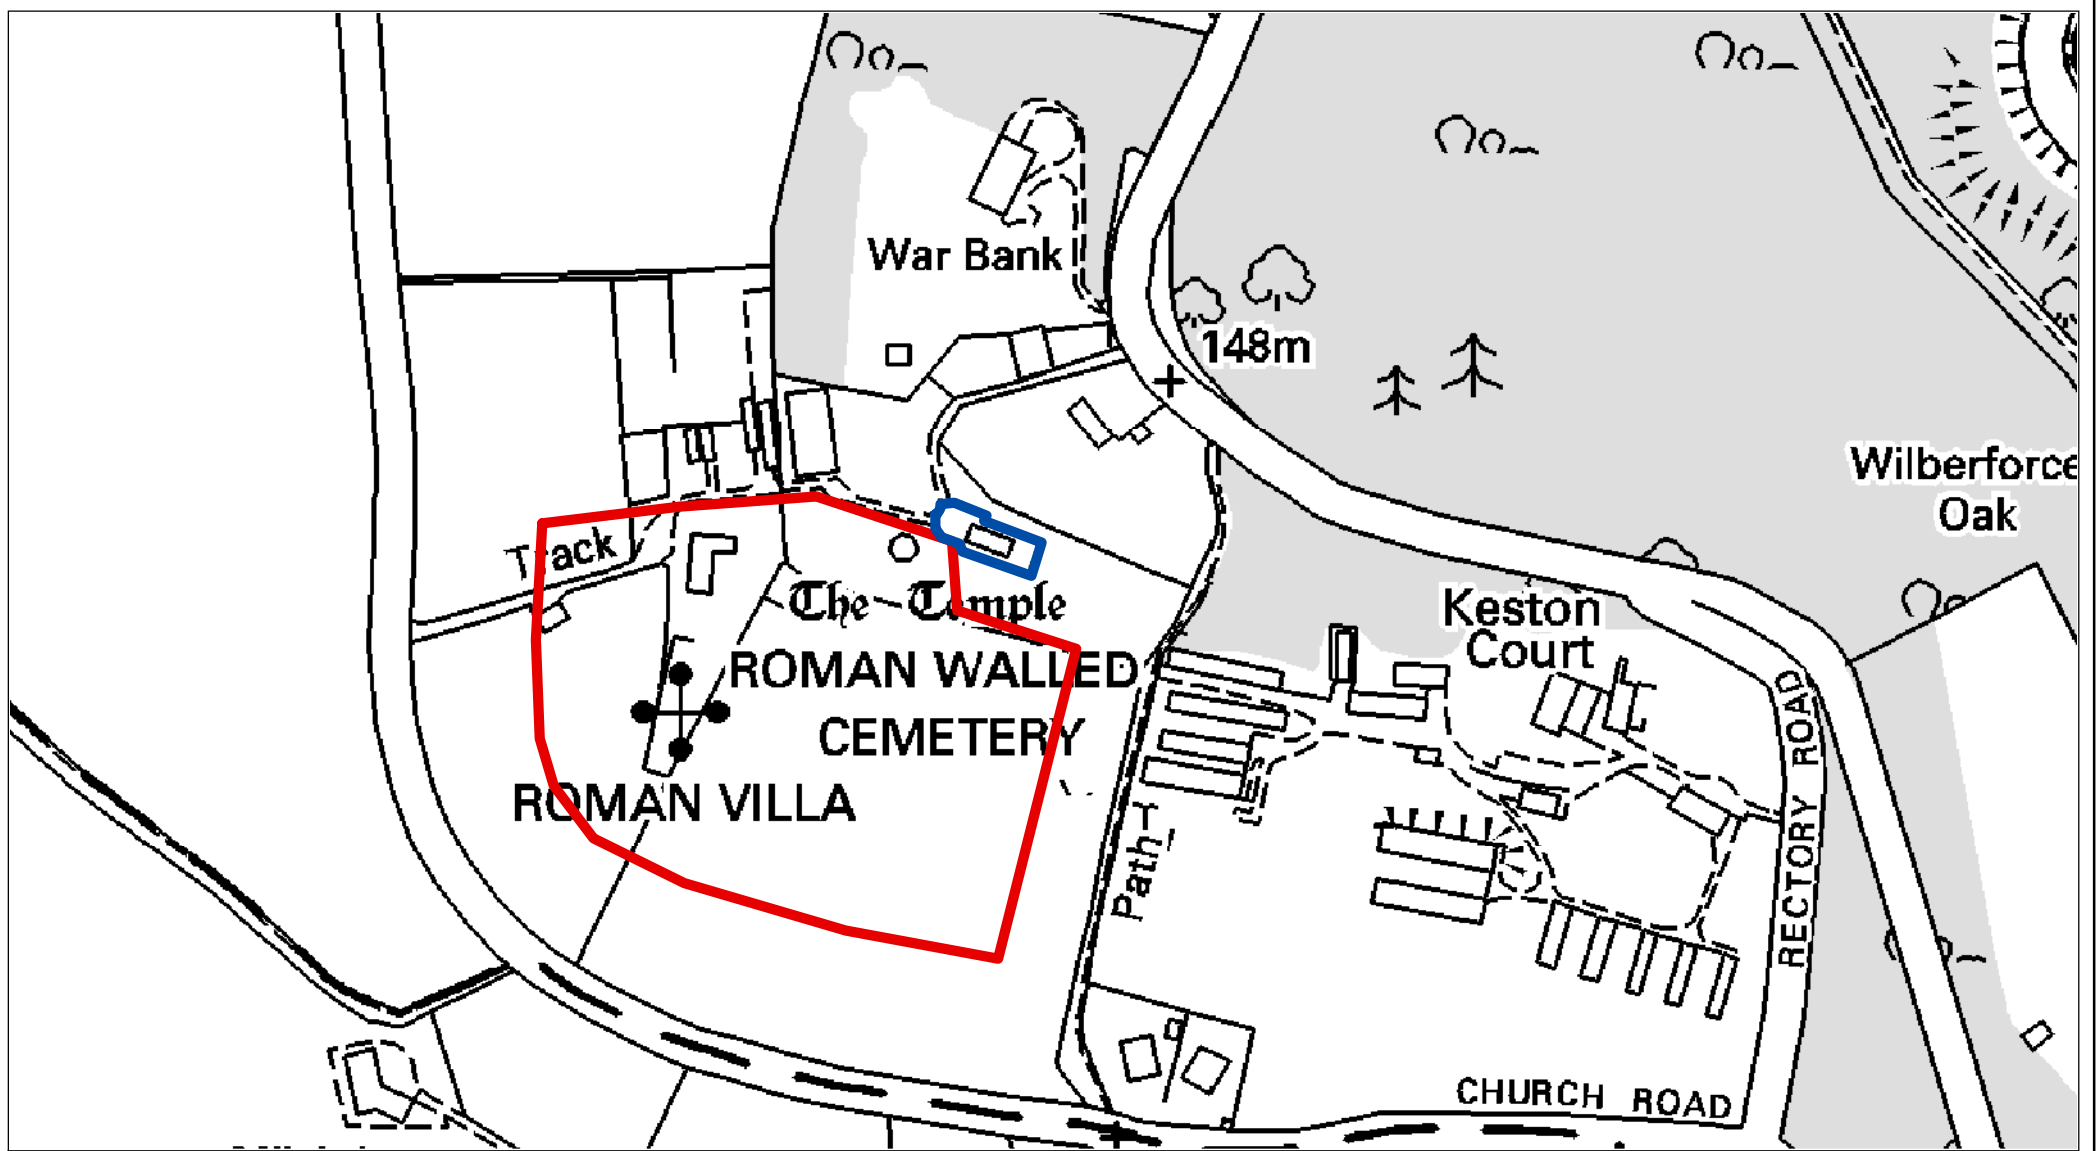 War Bank
148m
Wilberforce
Oak
Track
The Temple
Keston
Court
ROMAN WALLED
CEMETERY
ROMAN VILLA
Path
RECTORY ROAD
CHURCH ROAD